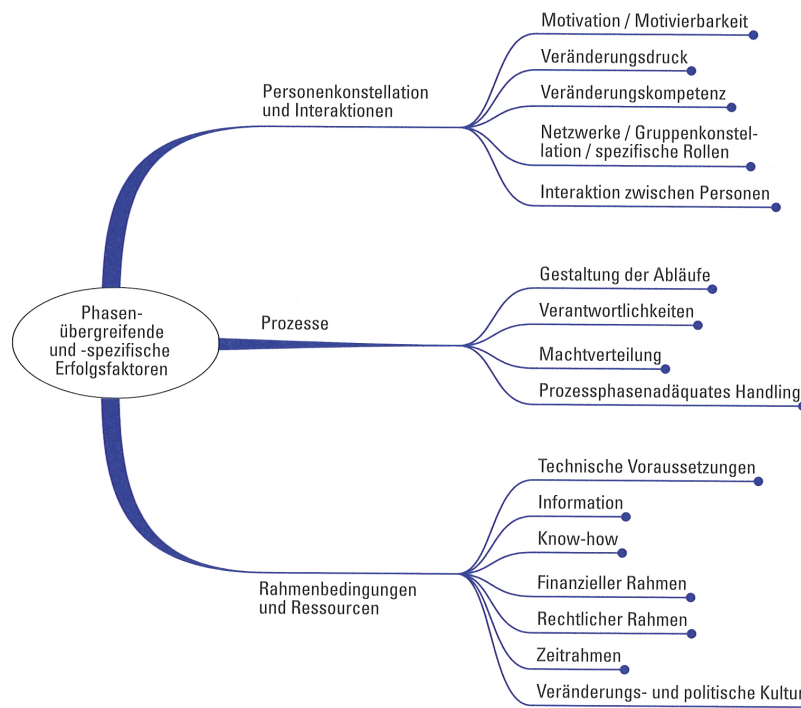 Phasen-
übergreifende
und -spezifische
Erfolgsfaktoren
Personenkonstellation
und Interaktionen
Motivation / Motivierbarkeit
Veränderungsdruck
Veränderungskompetenz
Netzwerke / Gruppenkonstel-
lation / spezifische Rollen
Interaktion zwischen Personen
Prozesse
Gestaltung der Abläufe
Verantwortlichkeiten
Machtverteilung
Prozessphasenadäquates Handling
Rahmenbedingungen
und Ressourcen
Technische Voraussetzungen
Information
Know-how
Finanzieller Rahmen
Rechtlicher Rahmen
Zeitrahmen
Veränderungs- und politische Kultur